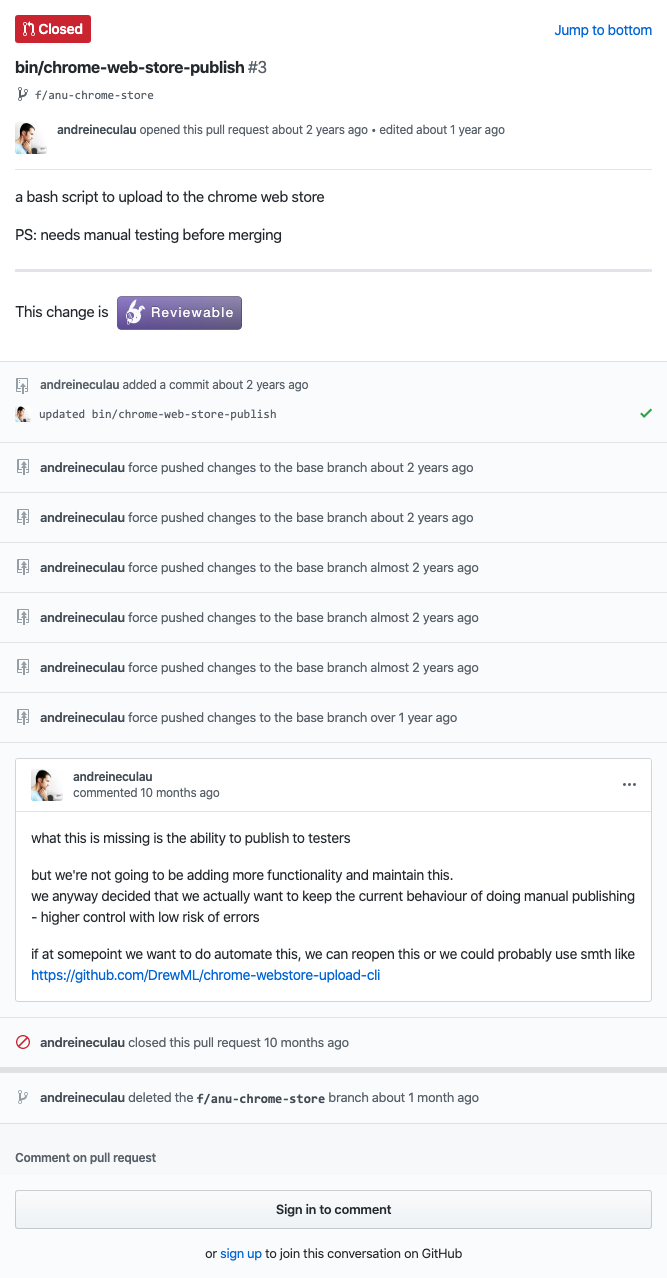 Closed
Jump to bottom
bin/chrome-web-store-publish #3
f/anu-chrome-store
andreineculau opened this pull request about 2 years ago • edited about 1 year ago
a bash script to upload to the chrome web store
PS: needs manual testing before merging
This change is Reviewable
andreineculau added a commit about 2 years ago
updated bin/chrome-web-store-publish
andreineculau force pushed changes to the base branch about 2 years ago
andreineculau force pushed changes to the base branch about 2 years ago
andreineculau force pushed changes to the base branch almost 2 years ago
andreineculau force pushed changes to the base branch almost 2 years ago
andreineculau force pushed changes to the base branch almost 2 years ago
andreineculau force pushed changes to the base branch over 1 year ago
andreineculau
commented 10 months ago
what this is missing is the ability to publish to testers
but we're not going to be adding more functionality and maintain this.
we anyway decided that we actually want to keep the current behaviour of doing manual publishing
- higher control with low risk of errors
if at somepoint we want to do automate this, we can reopen this or we could probably use smth like
https://github.com/DrewML/chrome-webstore-upload-cli
andreineculau closed this pull request 10 months ago
andreineculau deleted the f/anu-chrome-store branch about 1 month ago
Comment on pull request
Sign in to comment
or sign up to join this conversation on GitHub